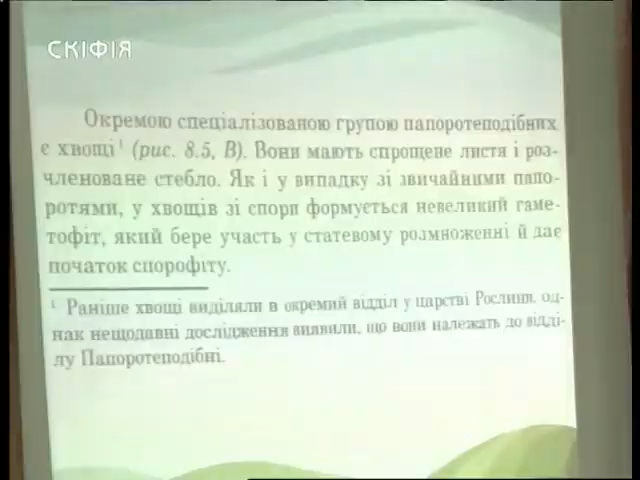 СКІФІЯ
Окремою спеціалізованою групою папоротеподібних
є хвощі¹ (рис. 8.5, В). Вони мають спрощене листя і роз-
членоване стебло. Як і у випадку зі звичайними папо-
ротями, у хвощів зі спори формується невеликий гаме-
тофіт, який бере участь у статевому розмноженні й дає
початок спорофіту.
¹ Раніше хвощі виділяли в окремий відділ у царстві Рослини, од-
нак нещодавні дослідження виявили, що вони належать до відді-
лу Папоротеподібні.